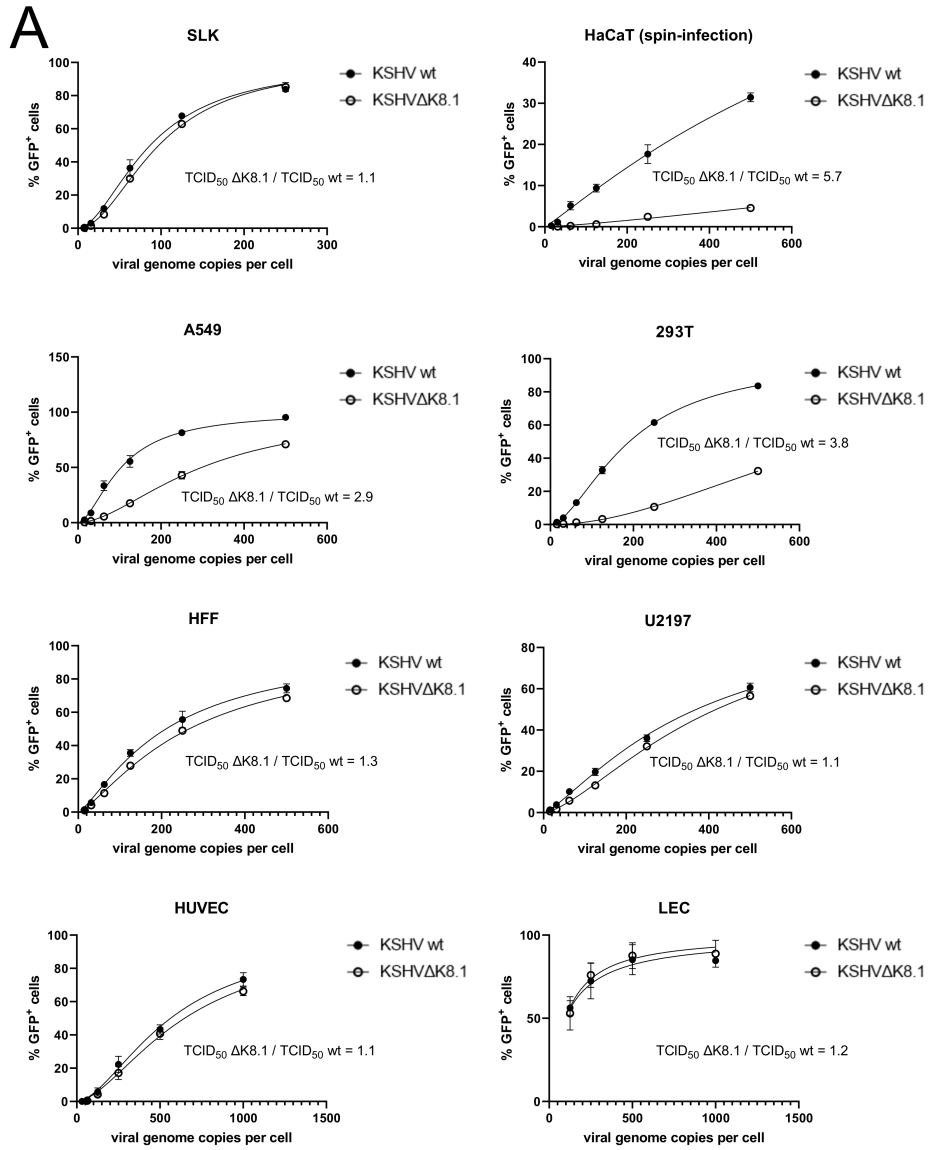 A
SLK
% GFP+ cells
100
80
60
40
20
0
0 100 200 300
viral genome copies per cell
KSHV wt
KSHVΔK8.1
TCID50 ΔK8.1 / TCID50 wt = 1.1
HaCaT (spin-infection)
% GFP+ cells
40
30
20
10
0
0 200 400 600
viral genome copies per cell
KSHV wt
KSHVΔK8.1
TCID50 ΔK8.1 / TCID50 wt = 5.7
A549
% GFP+ cells
150
100
50
0
0 200 400 600
viral genome copies per cell
KSHV wt
KSHVΔK8.1
TCID50 ΔK8.1 / TCID50 wt = 2.9
293T
% GFP+ cells
100
80
60
40
20
0
0 200 400 600
viral genome copies per cell
KSHV wt
KSHVΔK8.1
TCID50 ΔK8.1 / TCID50 wt = 3.8
HFF
% GFP+ cells
100
80
60
40
20
0
0 200 400 600
viral genome copies per cell
KSHV wt
KSHVΔK8.1
TCID50 ΔK8.1 / TCID50 wt = 1.3
U2197
% GFP+ cells
80
60
40
20
0
0 200 400 600
viral genome copies per cell
KSHV wt
KSHVΔK8.1
TCID50 ΔK8.1 / TCID50 wt = 1.1
HUVEC
% GFP+ cells
100
80
60
40
20
0
0 500 1000 1500
viral genome copies per cell
KSHV wt
KSHVΔK8.1
TCID50 ΔK8.1 / TCID50 wt = 1.1
LEC
% GFP+ cells
100
50
0
0 500 1000 1500
viral genome copies per cell
KSHV wt
KSHVΔK8.1
TCID50 ΔK8.1 / TCID50 wt = 1.2